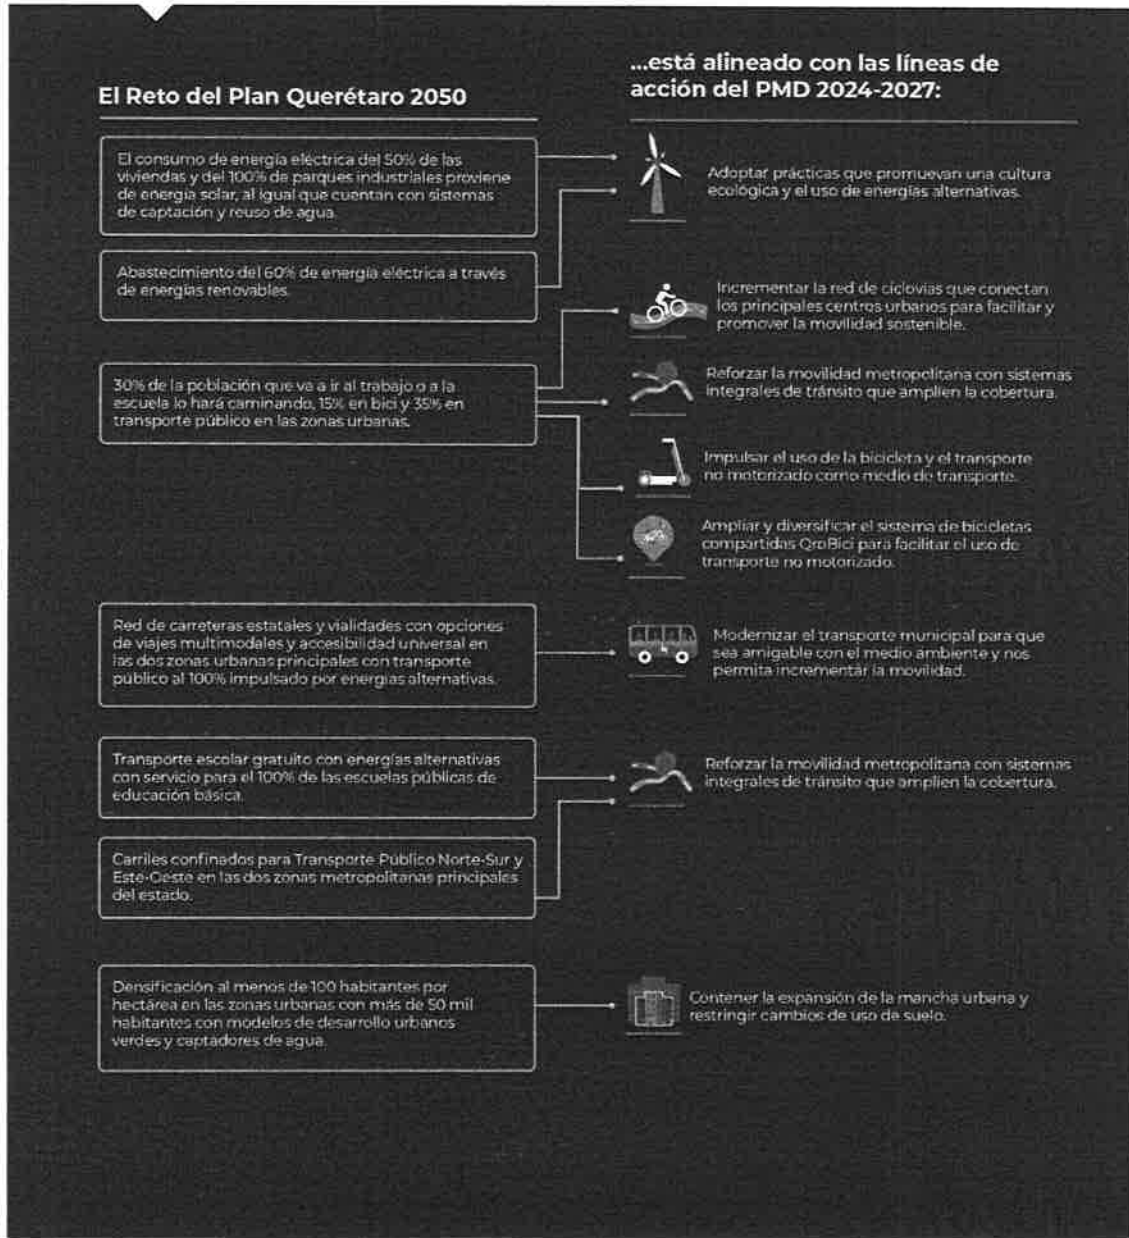 El Reto del Plan Querétaro 2050
...está alineado con las líneas de
acción del PMD 2024-2027:
El consumo de energía eléctrica del 50% de las
viviendas y del 100% de parques industriales proviene
de energía solar, al igual que cuentan con sistemas
de captación y reuso de agua.
Adoptar prácticas que promuevan una cultura
ecológica y el uso de energías alternativas.
Abastecimiento del 60% de energía eléctrica a través
de energías renovables.
Incrementar la red de ciclovías que conectan
los principales centros urbanos para facilitar y
promover la movilidad sostenible.
30% de la población que va a ir al trabajo o a la
escuela lo hará caminando, 15% en bici y 35% en
transporte público en las zonas urbanas.
Reforzar la movilidad metropolitana con sistemas
integrales de tránsito que amplíen la cobertura.
Impulsar el uso de la bicicleta y el transporte
no motorizado como medio de transporte.
Ampliar y diversificar el sistema de bicicletas
compartidas QroBici para facilitar el uso de
transporte no motorizado.
Red de carreteras estatales y vialidades con opciones
de viajes multimodales y accesibilidad universal en
las dos zonas urbanas principales con transporte
público al 100% impulsado por energías alternativas.
Modernizar el transporte municipal para que
sea amigable con el medio ambiente y nos
permita incrementar la movilidad.
Transporte escolar gratuito con energías alternativas
con servicio para el 100% de las escuelas públicas de
educación básica.
Reforzar la movilidad metropolitana con sistemas
integrales de tránsito que amplíen la cobertura.
Carriles confinados para Transporte Público Norte-Sur y
Este-Oeste en las dos zonas metropolitanas principales
del estado.
Densificación al menos de 100 habitantes por
hectárea en las zonas urbanas con más de 50 mil
habitantes con modelos de desarrollo urbanos
verdes y captadores de agua.
Contener la expansión de la mancha urbana y
restringir cambios de uso de suelo.